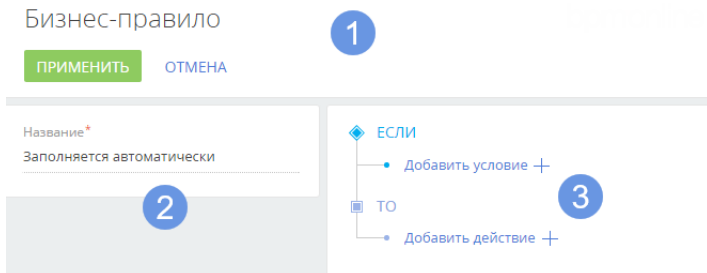 Бизнес-правило
1
ПРИМЕНИТЬ ОТМЕНА
Название*
Заполняется автоматически
2
ЕСЛИ
Добавить условие +
ТО
Добавить действие +
3